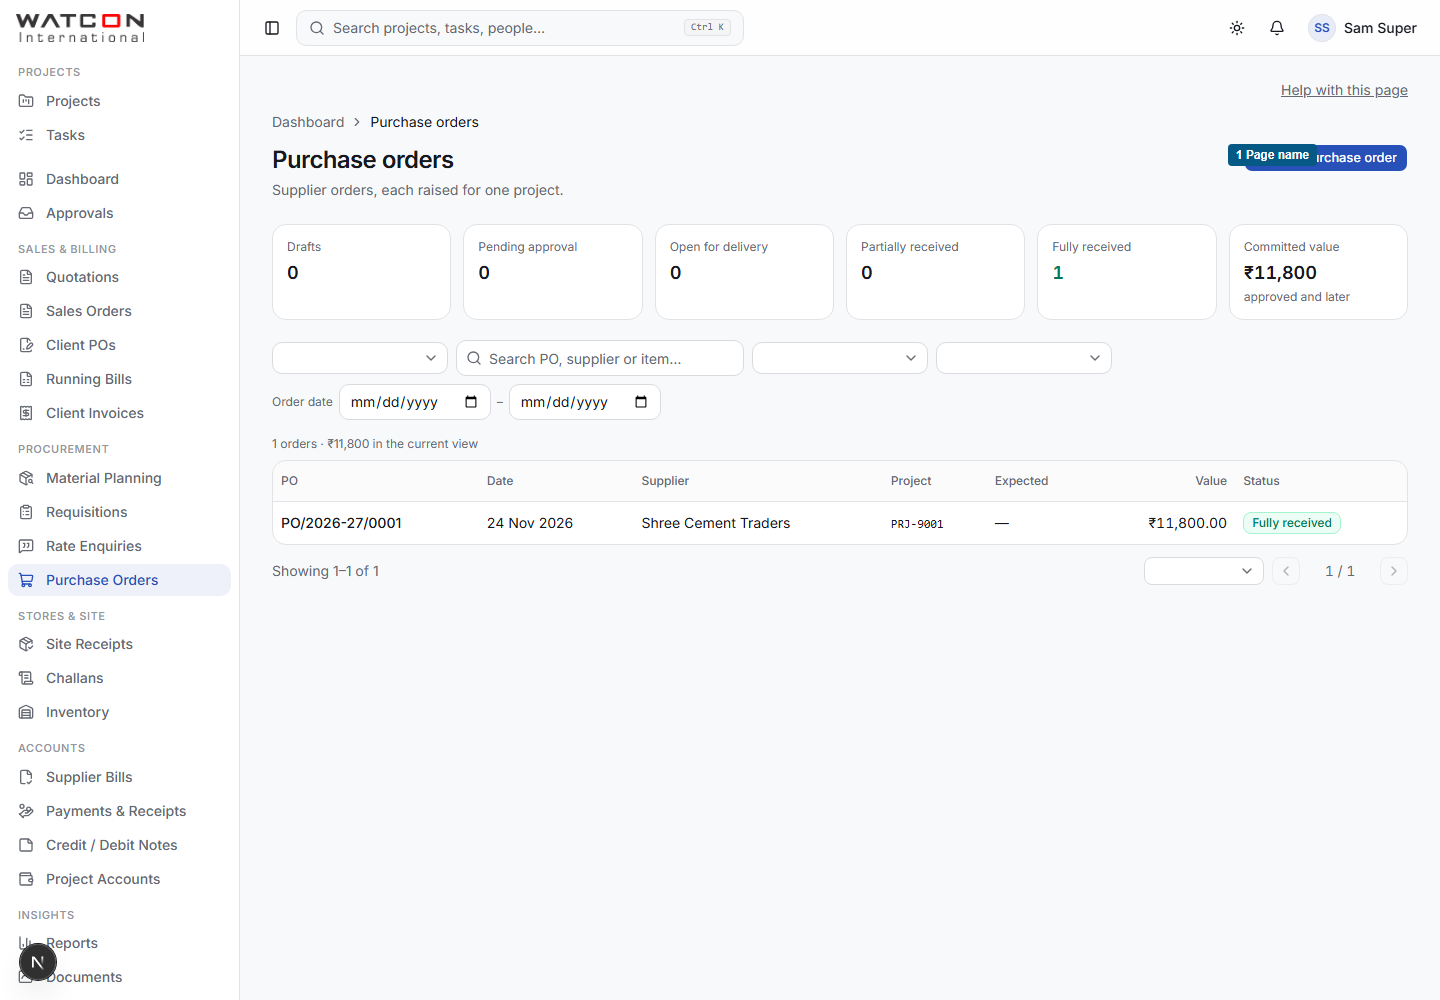 WATCON
International
PROJECTS
Projects
Tasks
Dashboard
Approvals
SALES & BILLING
Quotations
Sales Orders
Client POs
Running Bills
Client Invoices
PROCUREMENT
Material Planning
Requisitions
Rate Enquiries
Purchase Orders
STORES & SITE
Site Receipts
Challans
Inventory
ACCOUNTS
Supplier Bills
Payments & Receipts
Credit / Debit Notes
Project Accounts
INSIGHTS
Reports
Documents
N
Search projects, tasks, people...
Ctrl K
SS Sam Super
Help with this page
Dashboard > Purchase orders
Purchase orders
1 Page name
order
Supplier orders, each raised for one project.
Drafts
0
Pending approval
0
Open for delivery
0
Partially received
0
Fully received
1
Committed value
₹11,800
approved and later
Search PO, supplier or item...
Order date mm/dd/yyyy – mm/dd/yyyy
1 orders · ₹11,800 in the current view
PO Date Supplier Project Expected Value Status
PO/2026-27/0001 24 Nov 2026 Shree Cement Traders PRJ-9001 — ₹11,800.00 Fully received
Showing 1–1 of 1
1 / 1